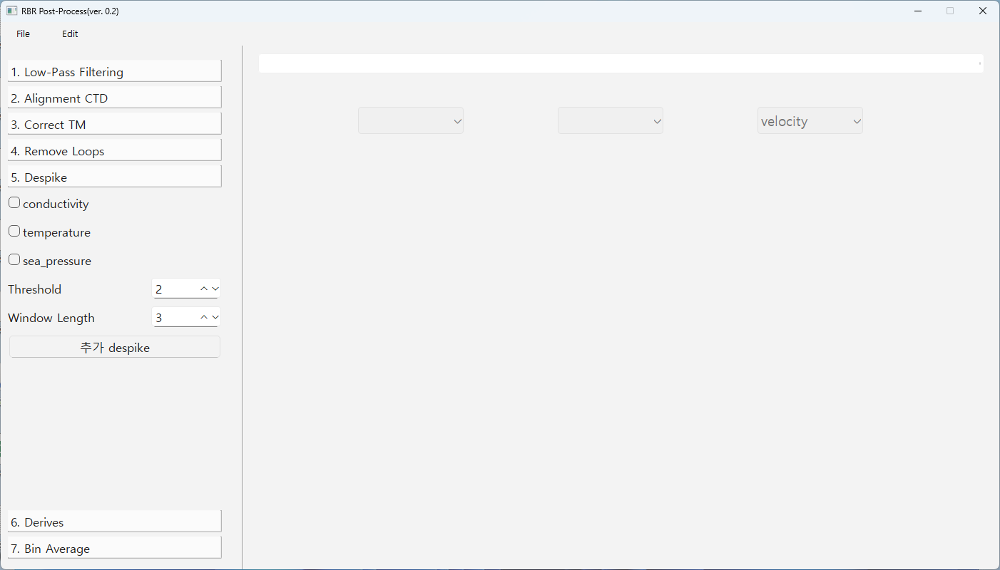 RBR Post-Process(ver. 0.2)
File Edit
1. Low-Pass Filtering
2. Alignment CTD
3. Correct TM
4. Remove Loops
5. Despike
conductivity
temperature
sea_pressure
Threshold 2
Window Length 3
추가 despike
6. Derives
7. Bin Average
velocity